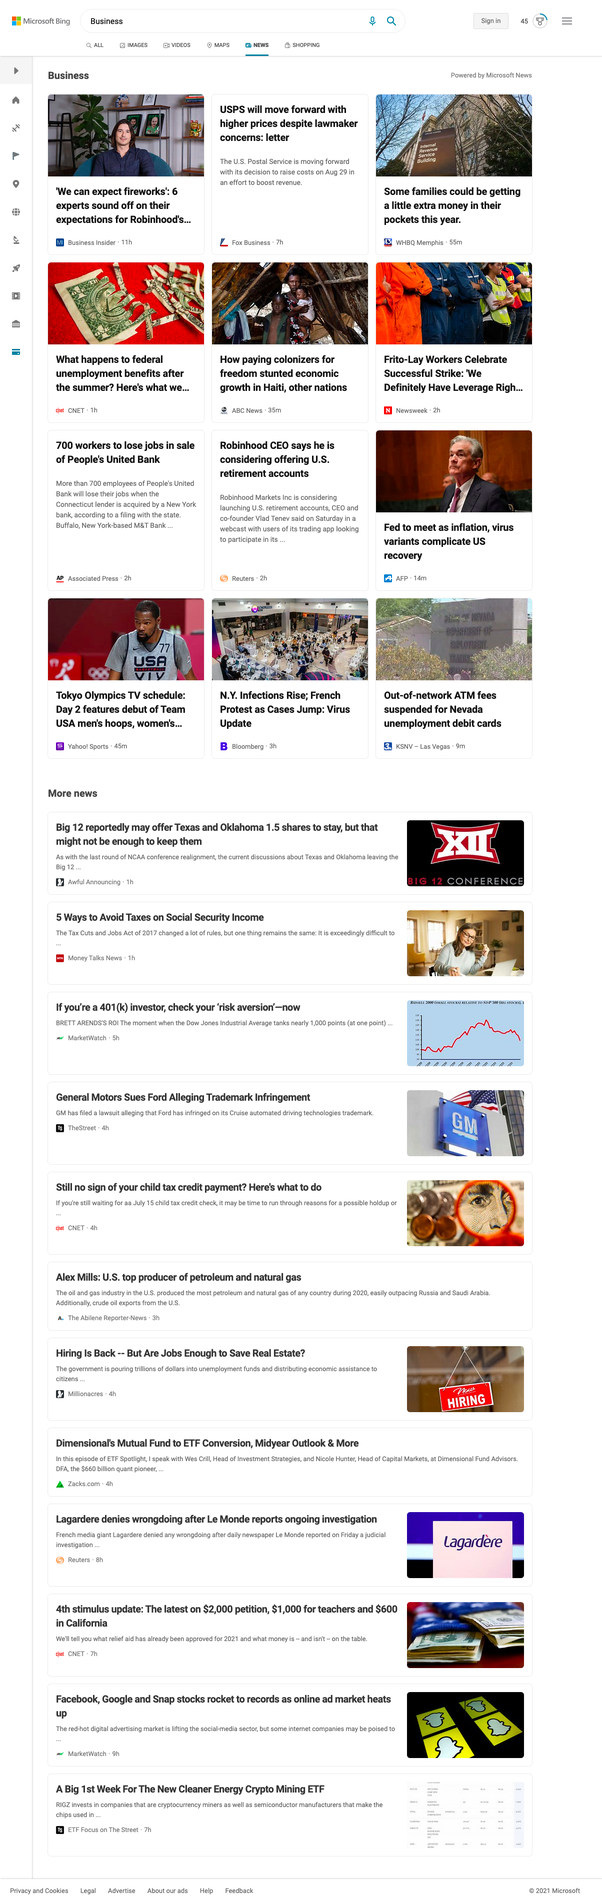 Microsoft Bing
Business
Sign in
45
ALL
IMAGES
VIDEOS
MAPS
NEWS
SHOPPING
Business
Powered by Microsoft News
'We can expect fireworks': 6
experts sound off on their
expectations for Robinhood's...
Business Insider · 11h
USPS will move forward with
higher prices despite lawmaker
concerns: letter
The U.S. Postal Service is moving forward
with its decision to raise costs on Aug 29 in
an effort to boost revenue.
Fox Business · 7h
Internal
Revenue
Service
Building
Some families could be getting
a little extra money in their
pockets this year.
WHBQ Memphis · 55m
What happens to federal
unemployment benefits after
the summer? Here's what we...
CNET · 1h
How paying colonizers for
freedom stunted economic
growth in Haiti, other nations
ABC News · 35m
Frito-Lay Workers Celebrate
Successful Strike: 'We
Definitely Have Leverage Righ...
Newsweek · 2h
700 workers to lose jobs in sale
of People's United Bank
More than 700 employees of People's United
Bank will lose their jobs when the
Connecticut lender is acquired by a New York
bank, according to a filing with the state.
Buffalo, New York-based M&T Bank ...
Associated Press · 2h
Robinhood CEO says he is
considering offering U.S.
retirement accounts
Robinhood Markets Inc is considering
launching U.S. retirement accounts, CEO and
co-founder Vlad Tenev said on Saturday in a
webcast with users of its trading app looking
to participate in its ...
Reuters · 2h
Fed to meet as inflation, virus
variants complicate US
recovery
AFP · 14m
77
USA
Tokyo Olympics TV schedule:
Day 2 features debut of Team
USA men's hoops, women's...
Yahoo! Sports · 45m
N.Y. Infections Rise; French
Protest as Cases Jump: Virus
Update
Bloomberg · 3h
Out-of-network ATM fees
suspended for Nevada
unemployment debit cards
KSNV – Las Vegas · 9m
More news
Big 12 reportedly may offer Texas and Oklahoma 1.5 shares to stay, but that
might not be enough to keep them
As with the last round of NCAA conference realignment, the current discussions about Texas and Oklahoma leaving the
Big 12 ...
Awful Announcing · 1h
XII
BIG 12 CONFERENCE
5 Ways to Avoid Taxes on Social Security Income
The Tax Cuts and Jobs Act of 2017 changed a lot of rules, but one thing remains the same: It is exceedingly difficult to
...
Money Talks News · 1h
If you're a 401(k) investor, check your 'risk aversion'—now
BRETT ARENDS'S ROI The moment when the Dow Jones Industrial Average tanks nearly 1,000 points (at one point) ...
MarketWatch · 5h
General Motors Sues Ford Alleging Trademark Infringement
GM has filed a lawsuit alleging that Ford has infringed on its Cruise automated driving technologies trademark.
TheStreet · 4h
GM
Still no sign of your child tax credit payment? Here's what to do
If you're still waiting for aa July 15 child tax credit check, it may be time to run through reasons for a possible holdup or
...
CNET · 4h
Alex Mills: U.S. top producer of petroleum and natural gas
The oil and gas industry in the U.S. produced the most petroleum and natural gas of any country during 2020, easily outpacing Russia and Saudi Arabia.
Additionally, crude oil exports from the U.S.
The Abilene Reporter-News · 3h
Hiring Is Back -- But Are Jobs Enough to Save Real Estate?
The government is pouring trillions of dollars into unemployment funds and distributing economic assistance to
citizens ...
Millionacres · 4h
Now
HIRING
Dimensional's Mutual Fund to ETF Conversion, Midyear Outlook & More
In this episode of ETF Spotlight, I speak with Wes Crill, Head of Investment Strategies, and Nicole Hunter, Head of Capital Markets, at Dimensional Fund Advisors.
DFA, the $660 billion quant pioneer, ...
Zacks.com · 4h
Lagardere denies wrongdoing after Le Monde reports ongoing investigation
French media giant Lagardere denied any wrongdoing after daily newspaper Le Monde reported on Friday a judicial
investigation ...
Reuters · 8h
Lagardère
4th stimulus update: The latest on $2,000 petition, $1,000 for teachers and $600
in California
We'll tell you what relief aid has already been approved for 2021 and what money is – and isn't – on the table.
CNET · 7h
Facebook, Google and Snap stocks rocket to records as online ad market heats
up
The red-hot digital advertising market is lifting the social-media sector, but some internet companies may be poised to
...
MarketWatch · 9h
A Big 1st Week For The New Cleaner Energy Crypto Mining ETF
RIGZ invests in companies that are cryptocurrency miners as well as semiconductor manufacturers that make the
chips used in ...
ETF Focus on The Street · 7h
Privacy and Cookies
Legal
Advertise
About our ads
Help
Feedback
© 2021 Microsoft